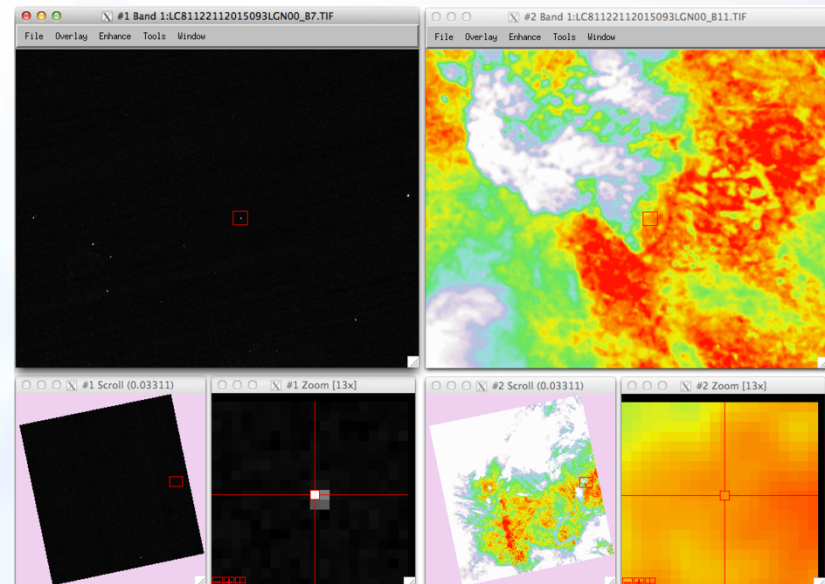 #1 Band 1:LC81122112015093LGN00_B7.TIF
File Overlay Enhance Tools Window
#2 Band 1:LC81122112015093LGN00_B11.TIF
File Overlay Enhance Tools Window
#1 Scroll (0.03311)
#1 Zoom [13x]
#2 Scroll (0.03311)
#2 Zoom [13x]